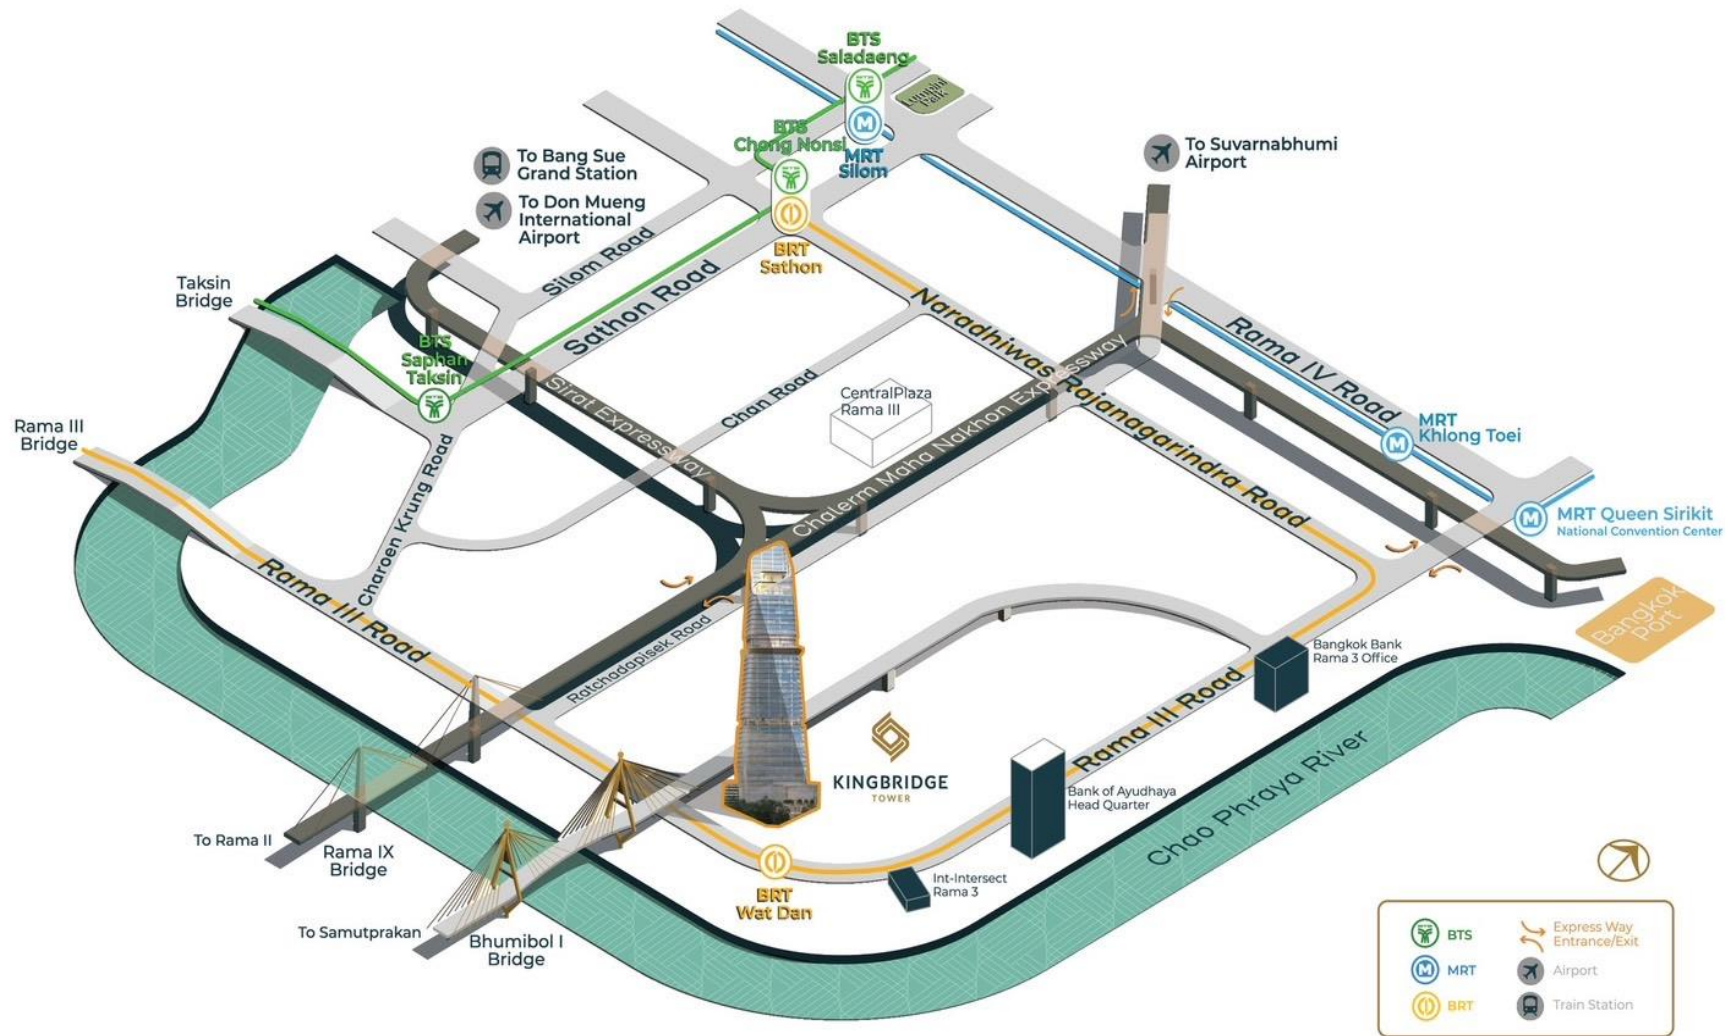 BTS
Saladaeng
Lumpini
Park
BTS
Chong Nonsi
MRT
Silom
To Suvarnabhumi
Airport
To Bang Sue
Grand Station
To Don Mueng
International
Airport
BRT
Sathon
Silom Road
Sathon Road
Taksin
Bridge
BTS
Saphan
Taksin
Naradhiwas Rajanagarindra Road
Rama IV Road
Sirat Expressway
Chan Road
CentralPlaza
Rama III
Chalerm Maha Nakhon Expressway
MRT
Khlong Toei
Rama III
Bridge
Charoen Krung Road
MRT Queen Sirikit
National Convention Center
Rama III Road
Bangkok
Port
Ratchadapisek Road
Bangkok Bank
Rama 3 Office
Rama III Road
KINGBRIDGE
TOWER
Bank of Ayudhaya
Head Quarter
Chao Phraya River
To Rama II
Rama IX
Bridge
Int-Intersect
Rama 3
BRT
Wat Dan
To Samutprakan
Bhumibol I
Bridge
BTS
Express Way
Entrance/Exit
MRT
Airport
BRT
Train Station